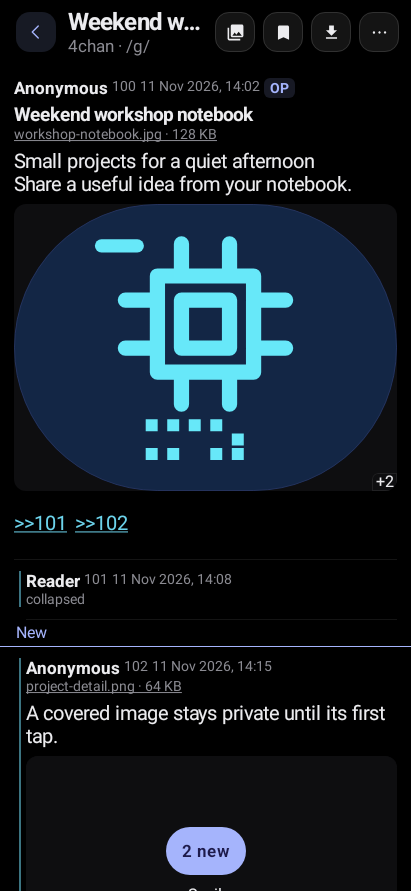 Weekend w...
4chan · /g/
Anonymous 100 11 Nov 2026, 14:02 OP
Weekend workshop notebook
workshop-notebook.jpg · 128 KB
Small projects for a quiet afternoon
Share a useful idea from your notebook.
+2
>>101 >>102
Reader 101 11 Nov 2026, 14:08
collapsed
New
Anonymous 102 11 Nov 2026, 14:15
project-detail.png · 64 KB
A covered image stays private until its first
tap.
2 new